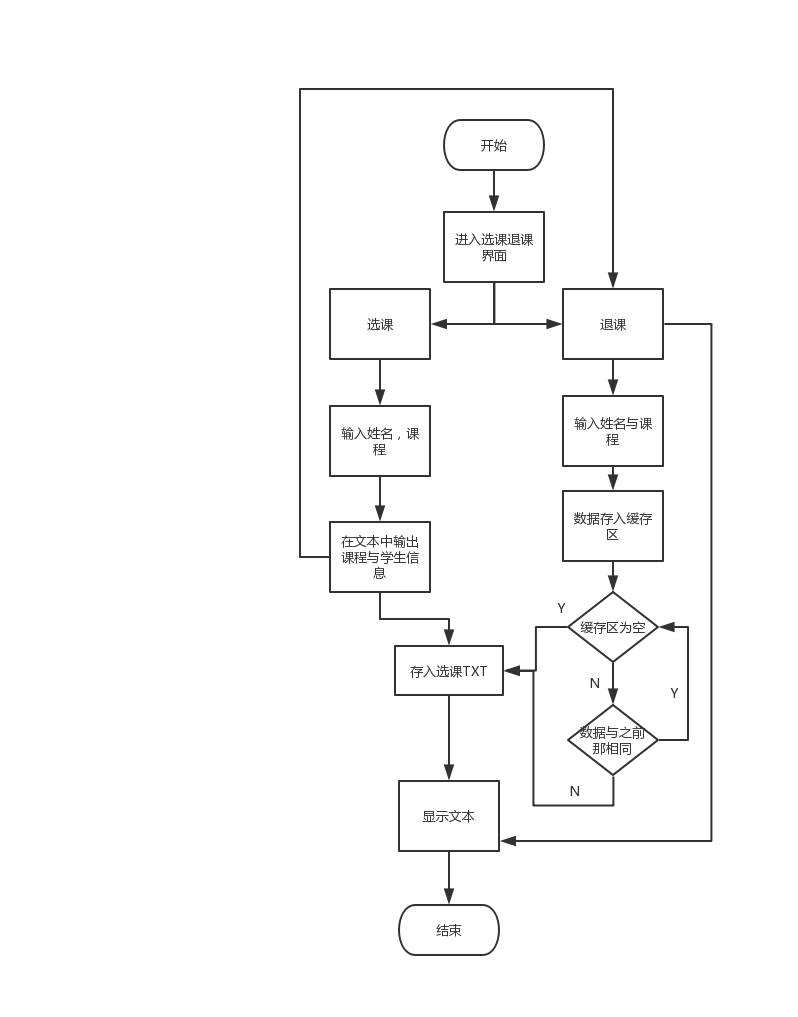 开始
进入选课退课
界面
选课
退课
输入姓名，课
程
输入姓名与课
程
在文本中输出
课程与学生信
息
数据存入缓存
区
Y
缓存区为空
存入选课TXT
N
Y
数据与之前
那相同
N
显示文本
结束